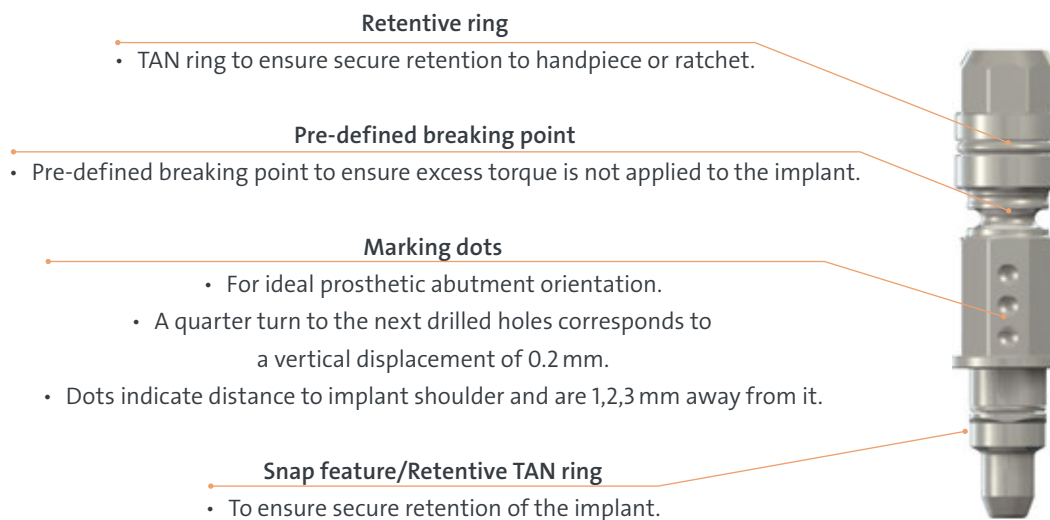 Retentive ring
• TAN ring to ensure secure retention to handpiece or ratchet.
Pre-defined breaking point
• Pre-defined breaking point to ensure excess torque is not applied to the implant.
Marking dots
• For ideal prosthetic abutment orientation.
• A quarter turn to the next drilled holes corresponds to
a vertical displacement of 0.2 mm.
• Dots indicate distance to implant shoulder and are 1,2,3 mm away from it.
Snap feature/Retentive TAN ring
• To ensure secure retention of the implant.